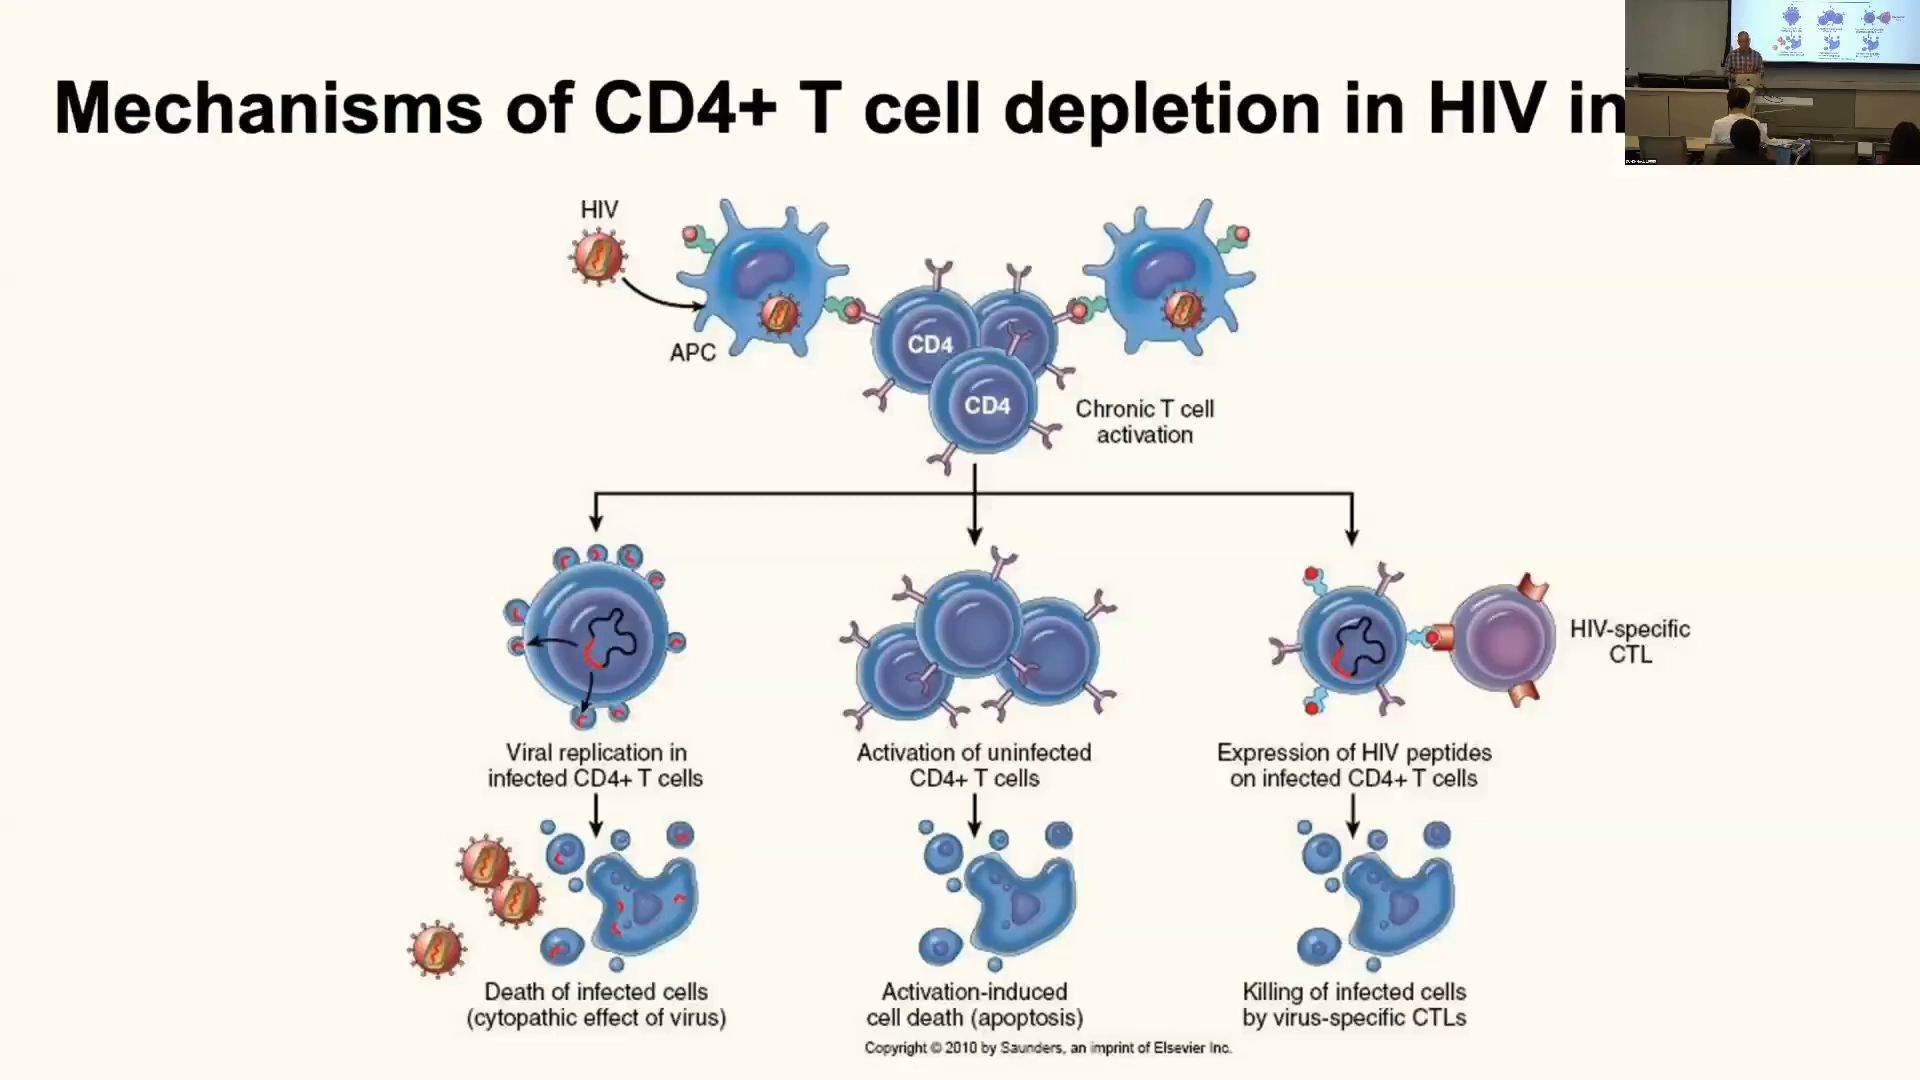 Mechanisms of CD4+ T cell depletion in HIV in
HIV
APC
CD4
CD4
Chronic T cell
activation
HIV-specific
CTL
Viral replication in
infected CD4+ T cells
Activation of uninfected
CD4+ T cells
Expression of HIV peptides
on infected CD4+ T cells
Death of infected cells
(cytopathic effect of virus)
Activation-induced
cell death (apoptosis)
Killing of infected cells
by virus-specific CTLs
Copyright © 2010 by Saunders, an imprint of Elsevier Inc.